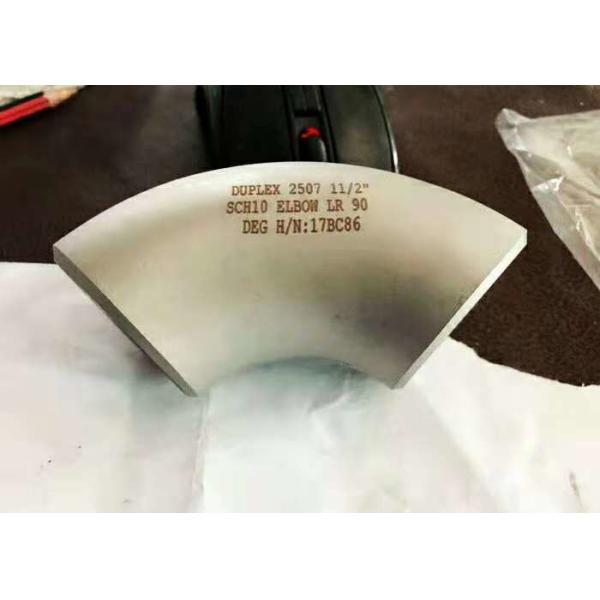 DUPLEX 2507 11/2"
SCH10 ELBOW LR 90
DEG H/N:17BC86